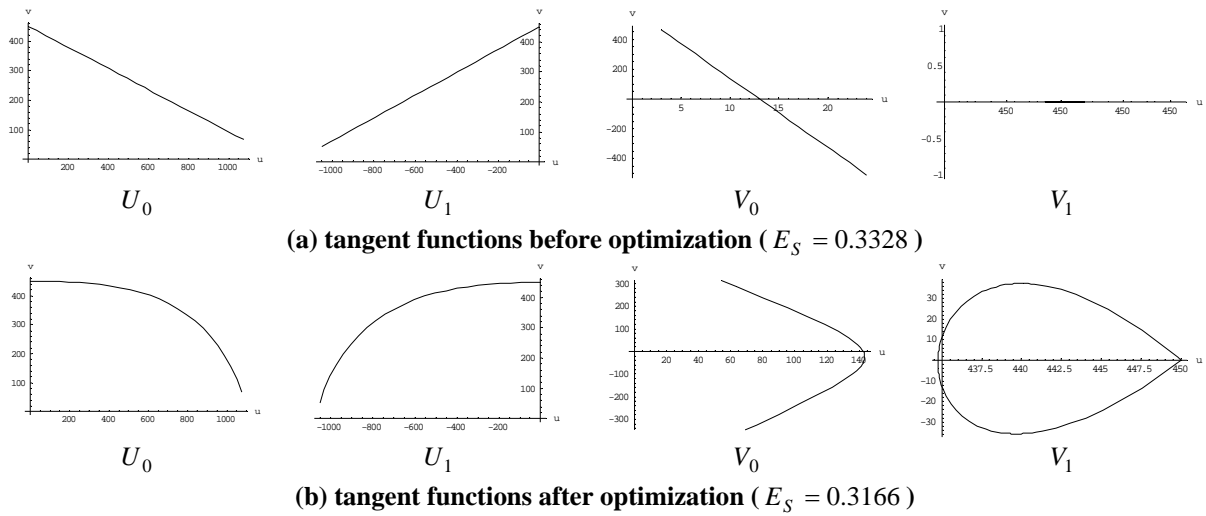 v v v v
400 400 400 1
300 300 200 0.5
200 200 5 10 15 20 u 450 450 450 450 u
100 100 -200 -0.5
200 400 600 800 1000 u -1000 -800 -600 -400 -200 u -400 -1
U0 U1 V0 V1
(a) tangent functions before optimization ( ES = 0.3328 )
v v v v
400 400 300 30
300 300 200 20
200 200 100 10
100 100 20 40 60 80 100 120 140 u 437.5 440 442.5 445 447.5 450 u
-100 -10
-200 -20
200 400 600 800 1000 u -1000 -800 -600 -400 -200 u -300 -30
U0 U1 V0 V1
(b) tangent functions after optimization ( ES = 0.3166 )